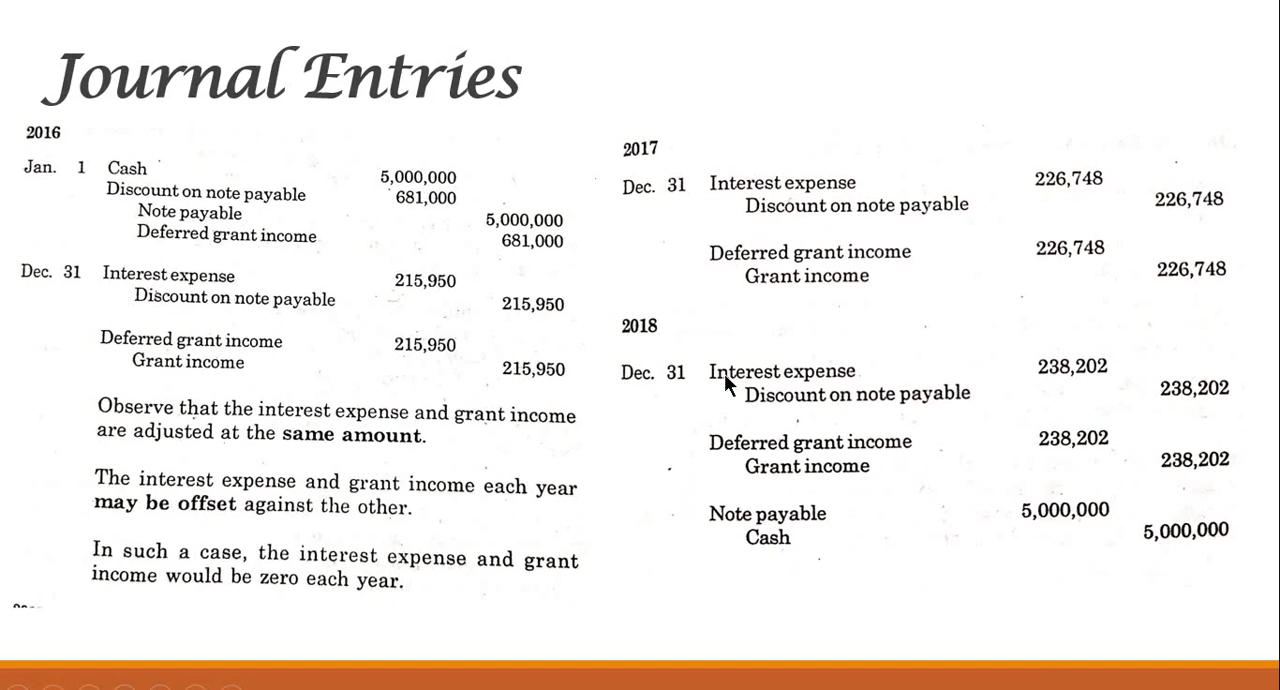 Journal Entries
2016
Jan. 1 Cash 5,000,000
Discount on note payable 681,000
Note payable 5,000,000
Deferred grant income 681,000
Dec. 31 Interest expense 215,950
Discount on note payable 215,950
Deferred grant income 215,950
Grant income 215,950
Observe that the interest expense and grant income
are adjusted at the same amount.
The interest expense and grant income each year
may be offset against the other.
In such a case, the interest expense and grant
income would be zero each year.
2017
Dec. 31 Interest expense 226,748
Discount on note payable 226,748
Deferred grant income 226,748
Grant income 226,748
2018
Dec. 31 Interest expense 238,202
Discount on note payable 238,202
Deferred grant income 238,202
Grant income 238,202
Note payable 5,000,000
Cash 5,000,000